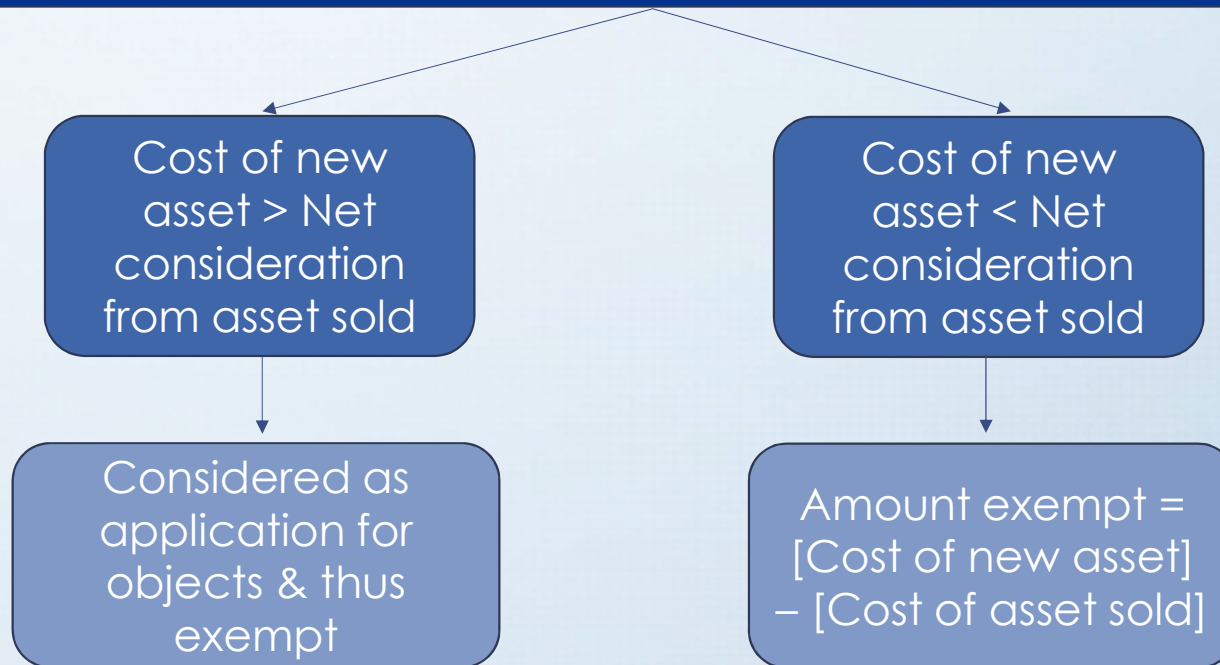 Cost of new
asset > Net
consideration
from asset sold
Considered as
application for
objects & thus
exempt
Cost of new
asset < Net
consideration
from asset sold
Amount exempt =
[Cost of new asset]
– [Cost of asset sold]